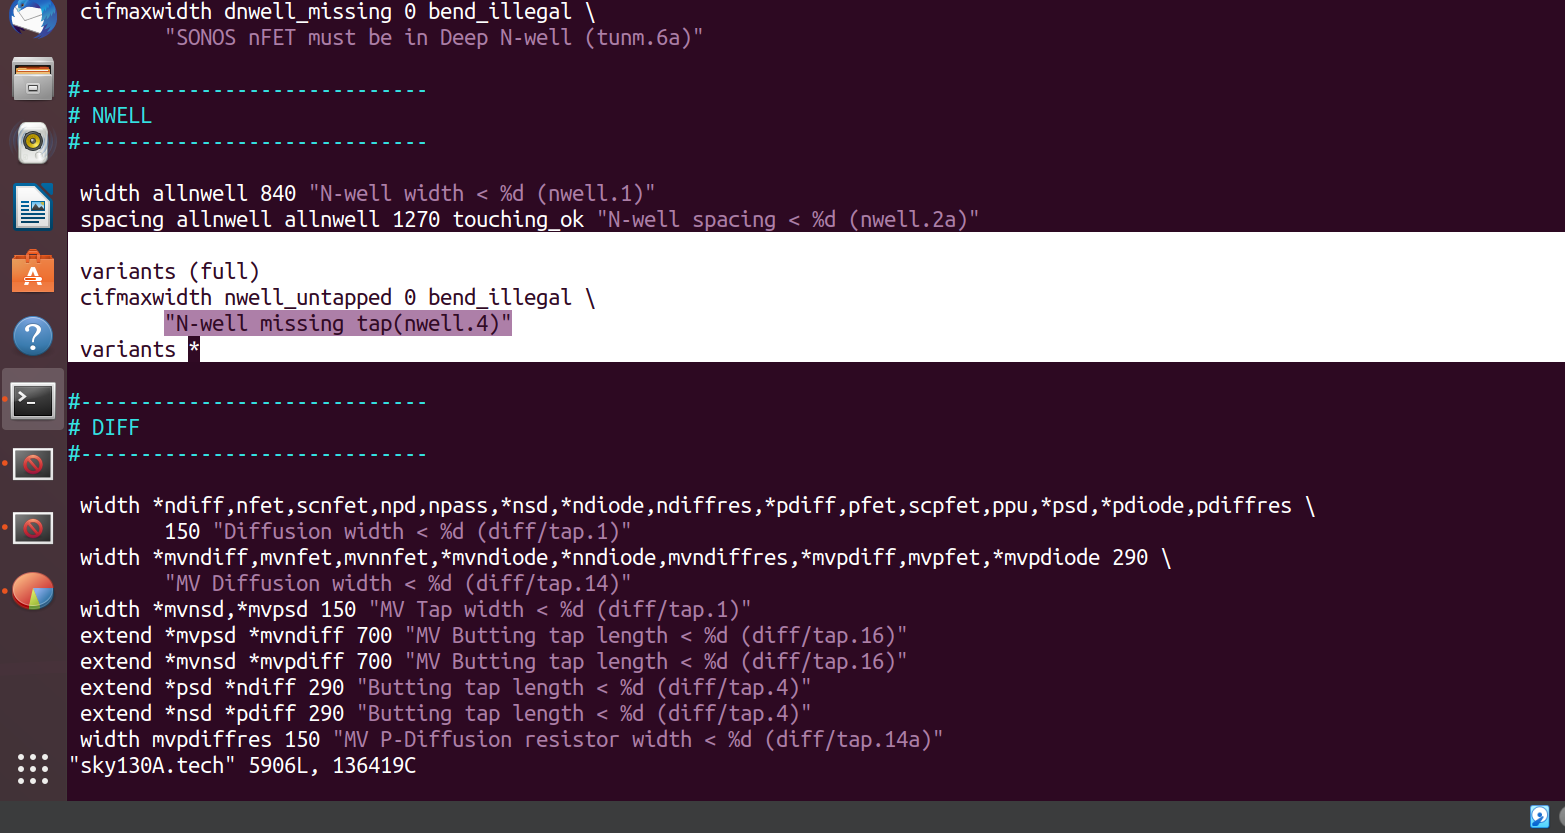 cifmaxwidth dnwell_missing 0 bend_illegal \
"SONOS nFET must be in Deep N-well (tunm.6a)"
#-----------------------------
# NWELL
#-----------------------------
width allnwell 840 "N-well width < %d (nwell.1)"
spacing allnwell allnwell 1270 touching_ok "N-well spacing < %d (nwell.2a)"
variants (full)
cifmaxwidth nwell_untapped 0 bend_illegal \
"N-well missing tap(nwell.4)"
variants *
#-----------------------------
# DIFF
#-----------------------------
width *ndiff,nfet,scnfet,npd,npass,*nsd,*ndiode,ndiffres,*pdiff,pfet,scpfet,ppu,*psd,*pdiode,pdiffres \
150 "Diffusion width < %d (diff/tap.1)"
width *mvndiff,mvnfet,mvnnfet,*mvndiode,*nndiode,mvndiffres,*mvpdiff,mvpfet,*mvpdiode 290 \
"MV Diffusion width < %d (diff/tap.14)"
width *mvnsd,*mvpsd 150 "MV Tap width < %d (diff/tap.1)"
extend *mvpsd *mvndiff 700 "MV Butting tap length < %d (diff/tap.16)"
extend *mvnsd *mvpdiff 700 "MV Butting tap length < %d (diff/tap.16)"
extend *psd *ndiff 290 "Butting tap length < %d (diff/tap.4)"
extend *nsd *pdiff 290 "Butting tap length < %d (diff/tap.4)"
width mvpdiffres 150 "MV P-Diffusion resistor width < %d (diff/tap.14a)"
"sky130A.tech" 5906L, 136419C